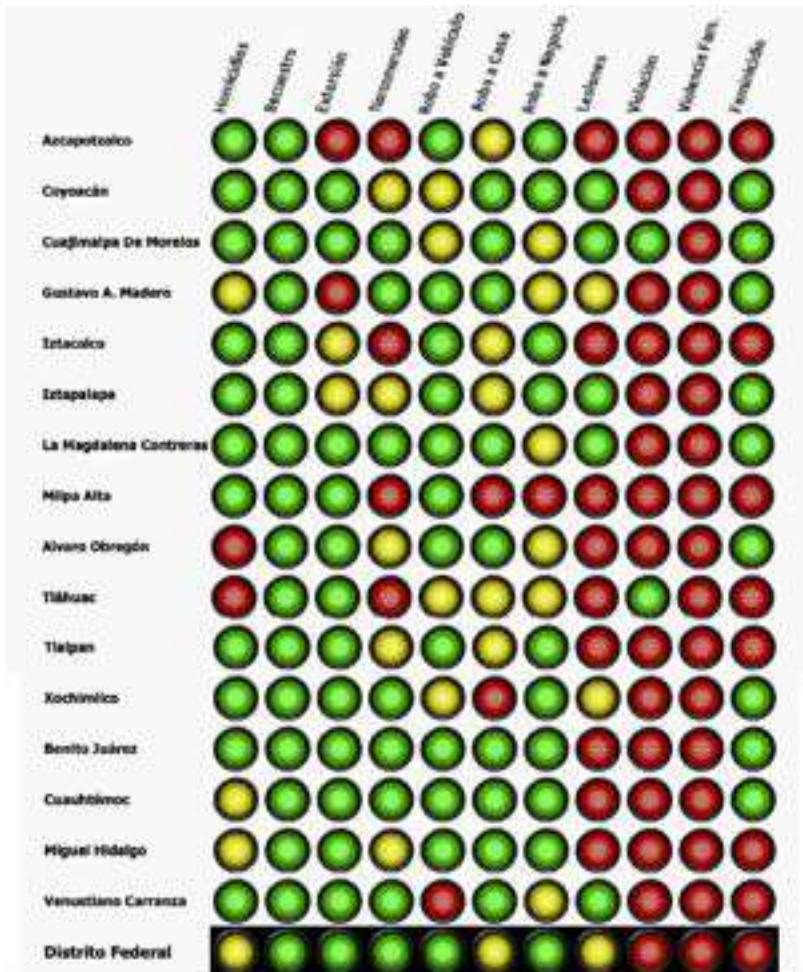 Homicidios
Secuestro
Extorsión
Narcomenudeo
Robo a Vehículo
Robo a Casa
Robo a Negocio
Lesiones
Violación
Violencia Fam.
Feminicidio
Azcapotzalco
Coyoacán
Cuajimalpa De Morelos
Gustavo A. Madero
Iztacalco
Iztapalapa
La Magdalena Contreras
Milpa Alta
Alvaro Obregón
Tláhuac
Tlalpan
Xochimilco
Benito Juárez
Cuauhtémoc
Miguel Hidalgo
Venustiano Carranza
Distrito Federal